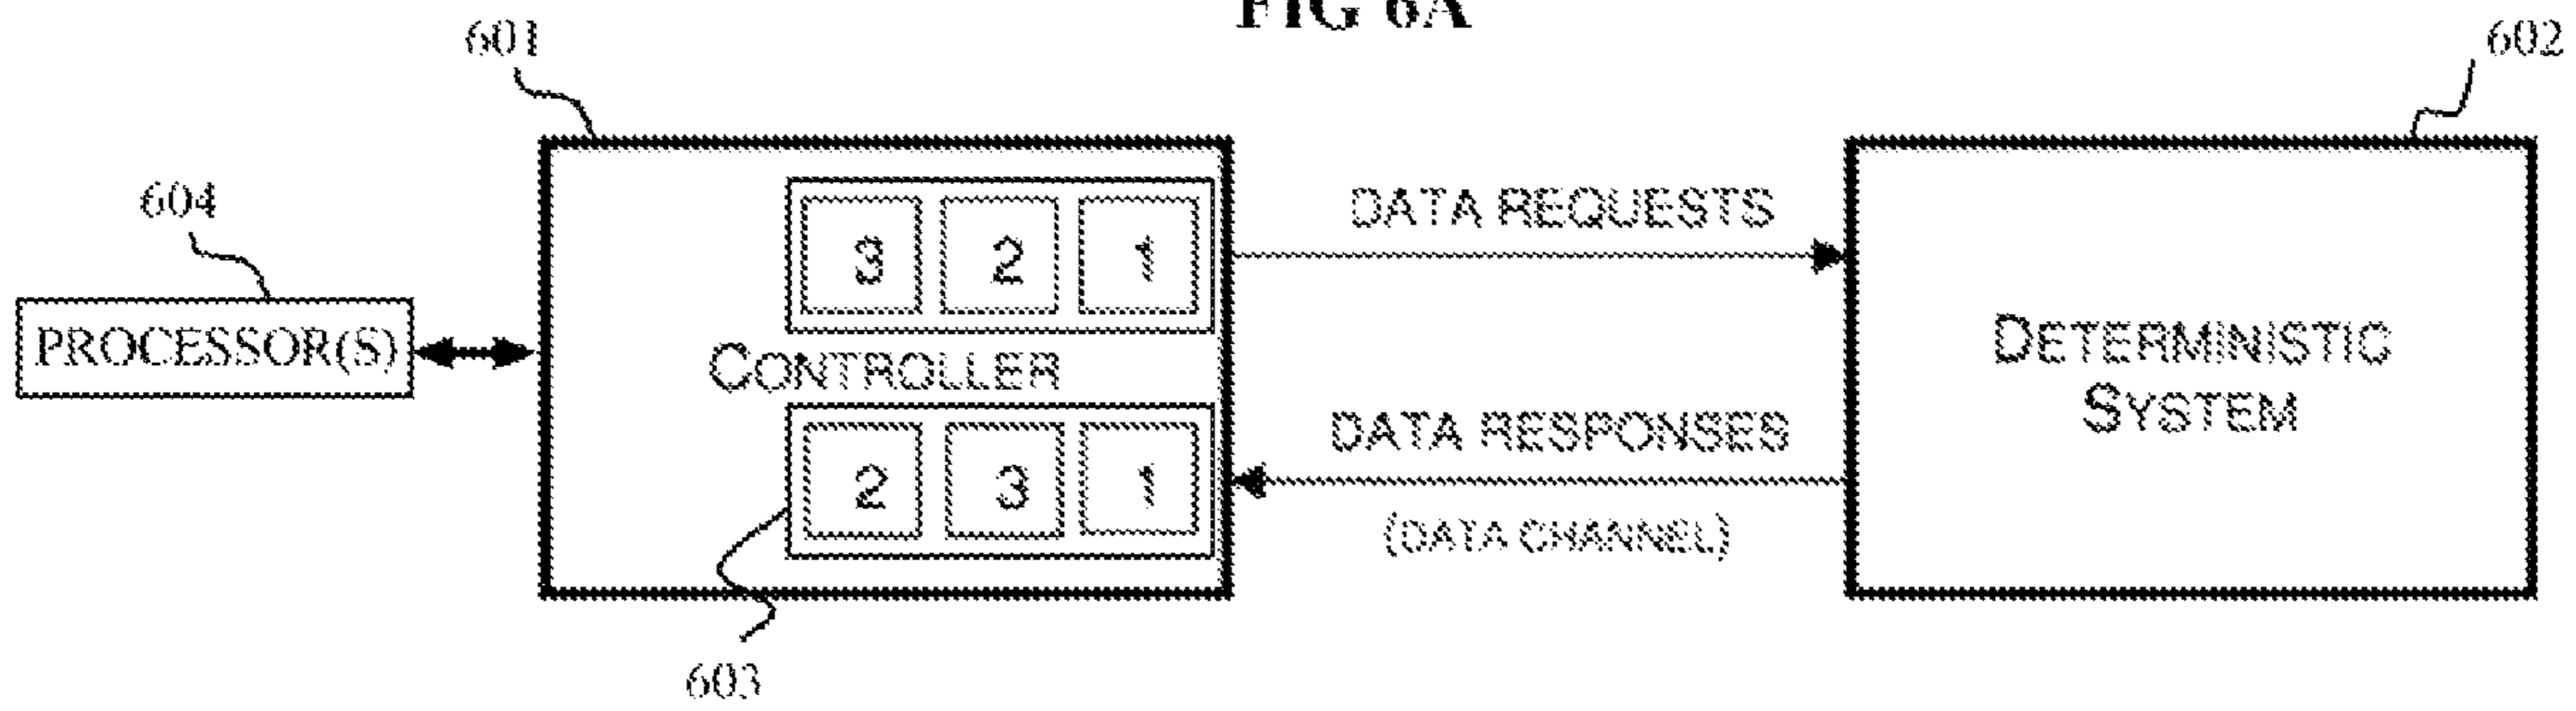 FIG 6A
601
602
604
3 2 1
DATA REQUESTS
PROCESSOR(S)
CONTROLLER
DETERMINISTIC
SYSTEM
2 3 1
DATA RESPONSES
(DATA CHANNEL)
603